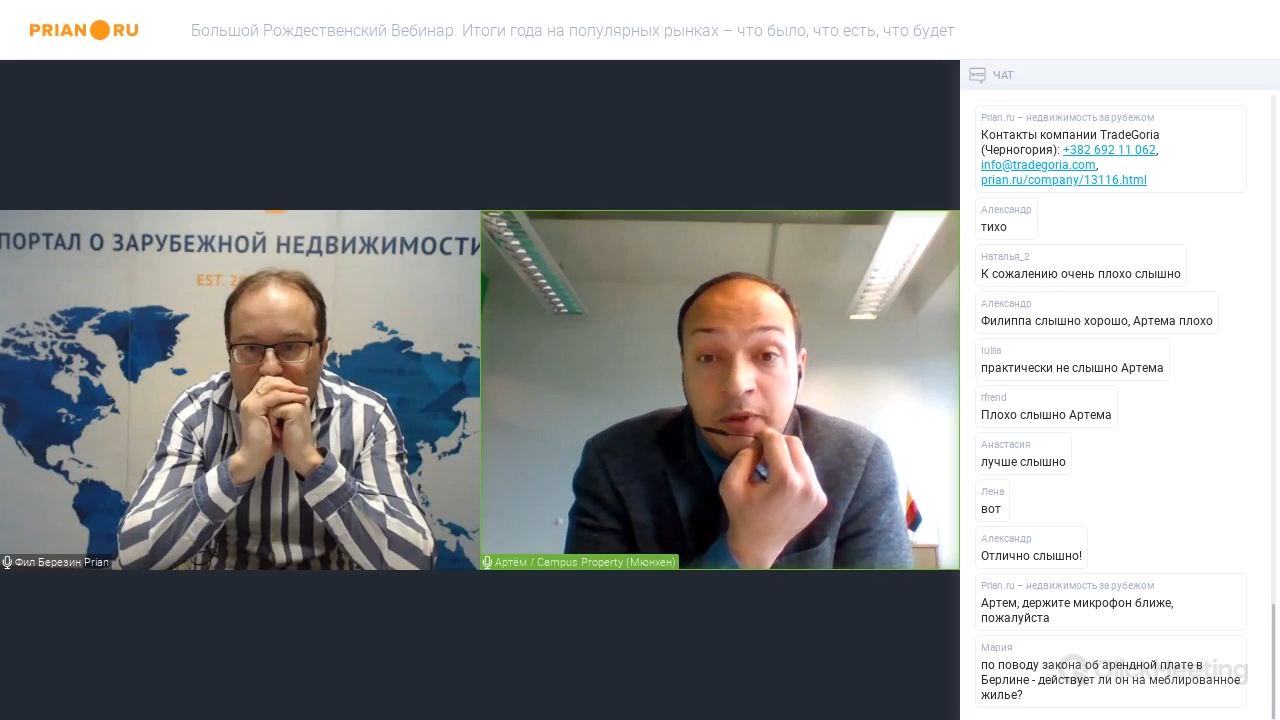 PRIAN RU
Большой Рождественский Вебинар. Итоги года на популярных рынках – что было, что есть, что будет
ЧАТ
ПОРТАЛ О ЗАРУБЕЖНОЙ НЕДВИЖИМОСТИ
EST.
Фил Березин Prian
Артём / Campus Property (Мюнхен)
Prian.ru – недвижимость за рубежом
Контакты компании TradeGoria
(Черногория): +382 692 11 062,
info@tradegoria.com,
prian.ru/company/13116.html
Александр
тихо
Наталья_2
К сожалению очень плохо слышно
Александр
Филиппа слышно хорошо, Артема плохо
Iuliia
практически не слышно Артема
rfrend
Плохо слышно Артема
Анастасия
лучше слышно
Лена
вот
Александр
Отлично слышно!
Prian.ru – недвижимость за рубежом
Артем, держите микрофон ближе,
пожалуйста
Мария
по поводу закона об арендной плате в
Берлине - действует ли он на меблированное
жилье?
ClickMeeting